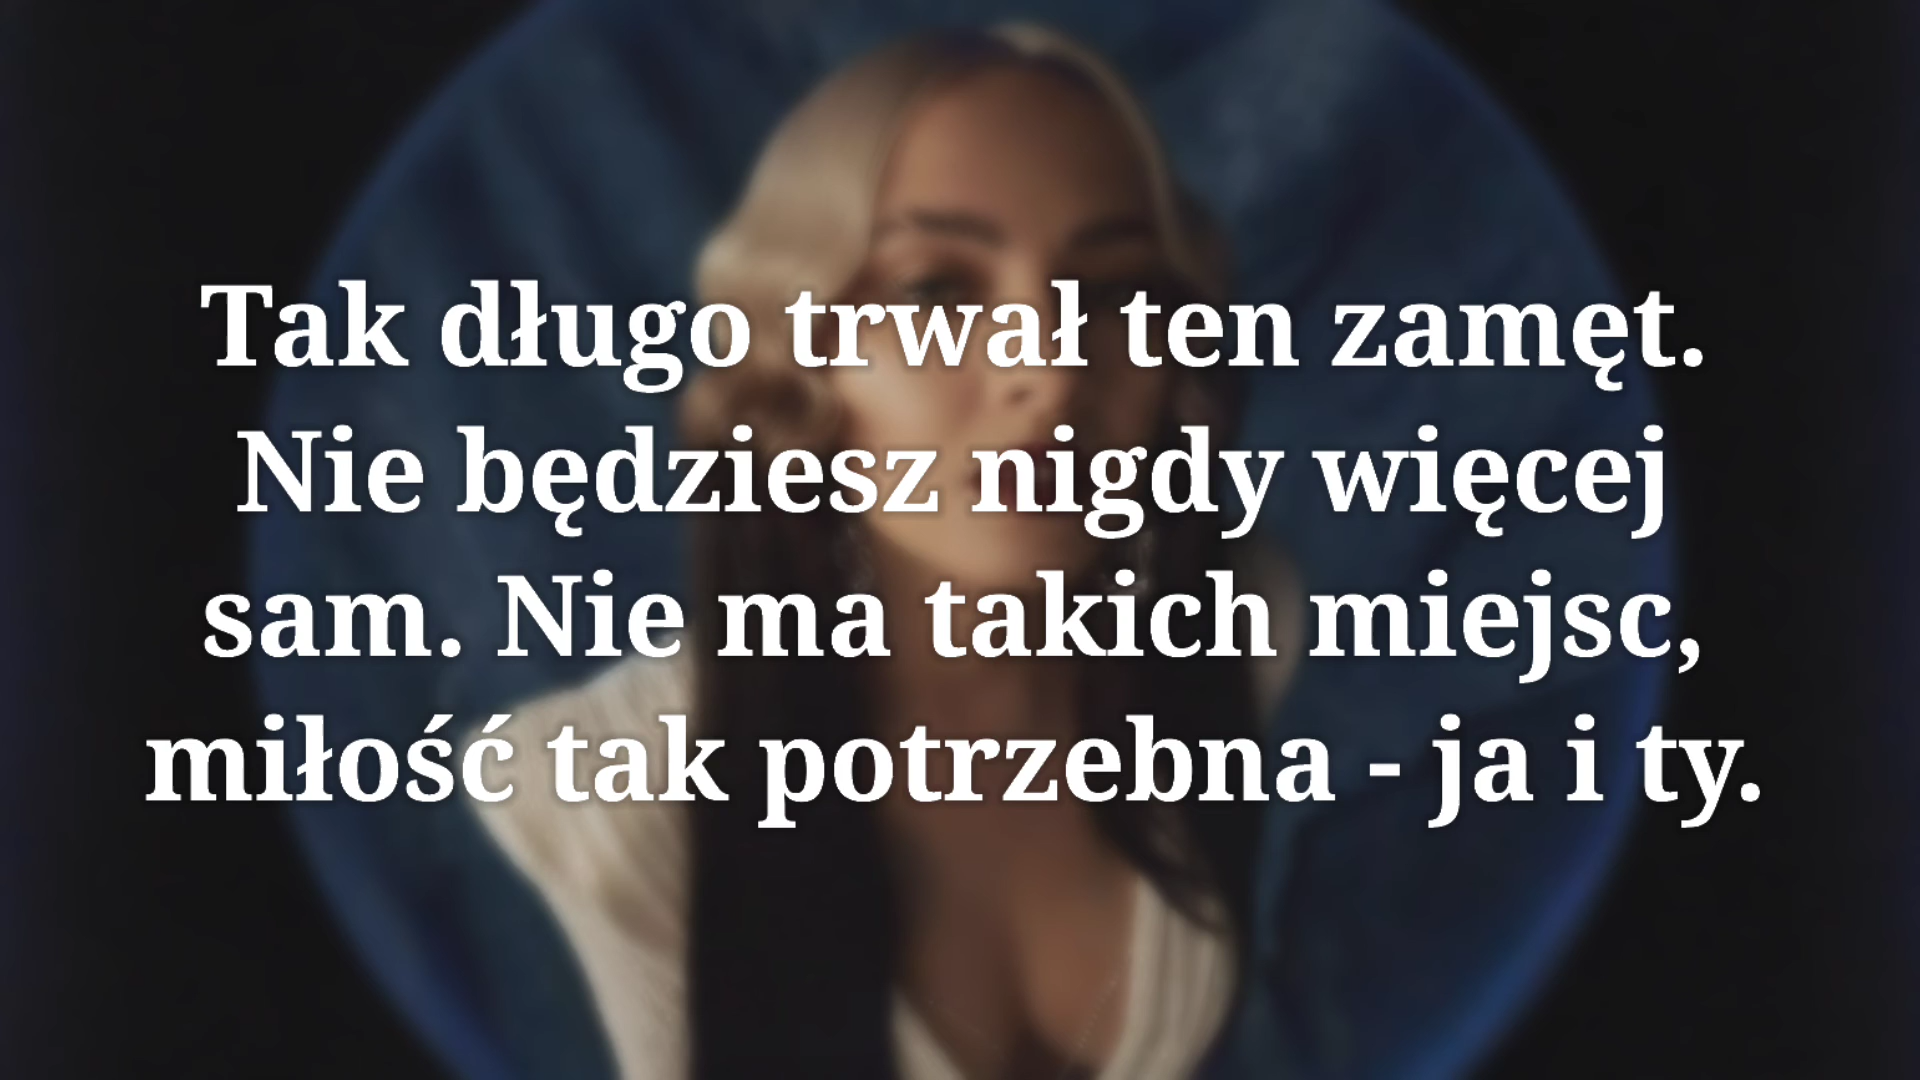 Tak długo trwał ten zamęt.
Nie będziesz nigdy więcej
sam. Nie ma takich miejsc,
miłość tak potrzebna - ja i ty.